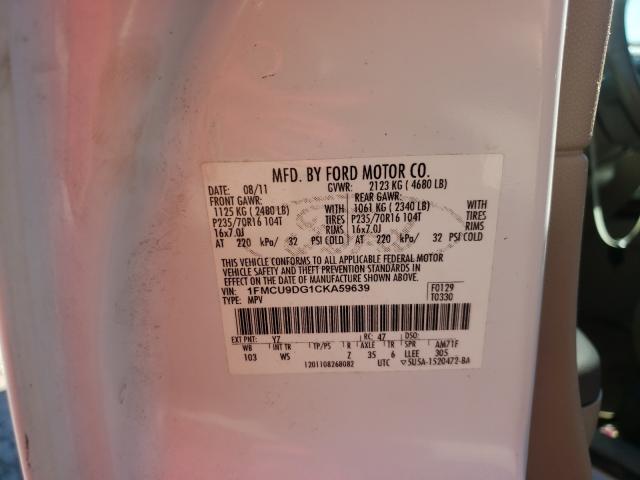 MFD. BY FORD MOTOR CO.
DATE: 08/11 GVWR: 2123 KG ( 4680 LB)
FRONT GAWR: REAR GAWR:
1125 KG ( 2480 LB) WITH 1061 KG ( 2340 LB) WITH
P235/70R16 104T TIRES P235/70R16 104T TIRES
16x7.0J RIMS 16x7.0J RIMS
AT 220 kPa/ 32 PSI COLD AT 220 kPa/ 32 PSI COLD
THIS VEHICLE CONFORMS TO ALL APPLICABLE FEDERAL MOTOR
VEHICLE SAFETY AND THEFT PREVENTION STANDARDS IN
EFFECT ON THE DATE OF MANUFACTURE SHOWN ABOVE.
VIN: 1FMCU9DG1CKA59639 F0129
TYPE: MPV T0330
EXT PNT: YZ RC: 47 DSO:
WB INT TR TP/PS R AXLE TR SPR AM71F
103 WS Z 35 6 LLEE 305
1201108268082 UTC 5U5A-1520472-BA